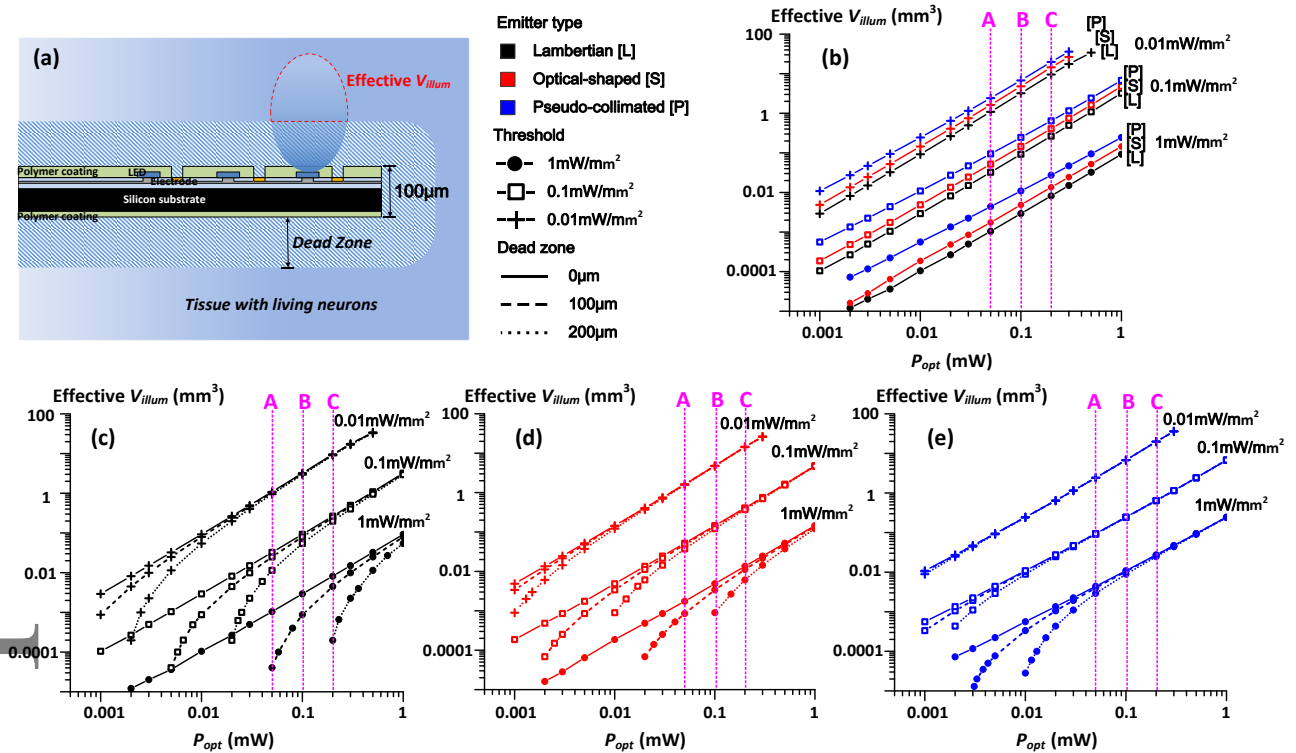 (a)
Effective Villum
Polymer coating
LED
Electrode
Silicon substrate
Polymer coating
100μm
Dead Zone
Tissue with living neurons
Emitter type
Lambertian [L]
Optical-shaped [S]
Pseudo-collimated [P]
Threshold
1mW/mm²
0.1mW/mm²
0.01mW/mm²
Dead zone
0μm
100μm
200μm
Effective Villum (mm³)
A B C
(b)
[P]
[S]
[L]
0.01mW/mm²
[P]
[S]
[L]
0.1mW/mm²
[P]
[S]
[L]
1mW/mm²
100
1
0.01
0.0001
0.001 0.01 0.1 1
Popt (mW)
Effective Villum (mm³)
A B C
(c)
0.01mW/mm²
0.1mW/mm²
1mW/mm²
100
1
0.01
0.0001
0.001 0.01 0.1 1
Popt (mW)
Effective Villum (mm³)
A B C
(d)
0.01mW/mm²
0.1mW/mm²
1mW/mm²
100
1
0.01
0.0001
0.001 0.01 0.1 1
Popt (mW)
Effective Villum (mm³)
A B C
(e)
0.01mW/mm²
0.1mW/mm²
1mW/mm²
100
1
0.01
0.0001
0.001 0.01 0.1 1
Popt (mW)